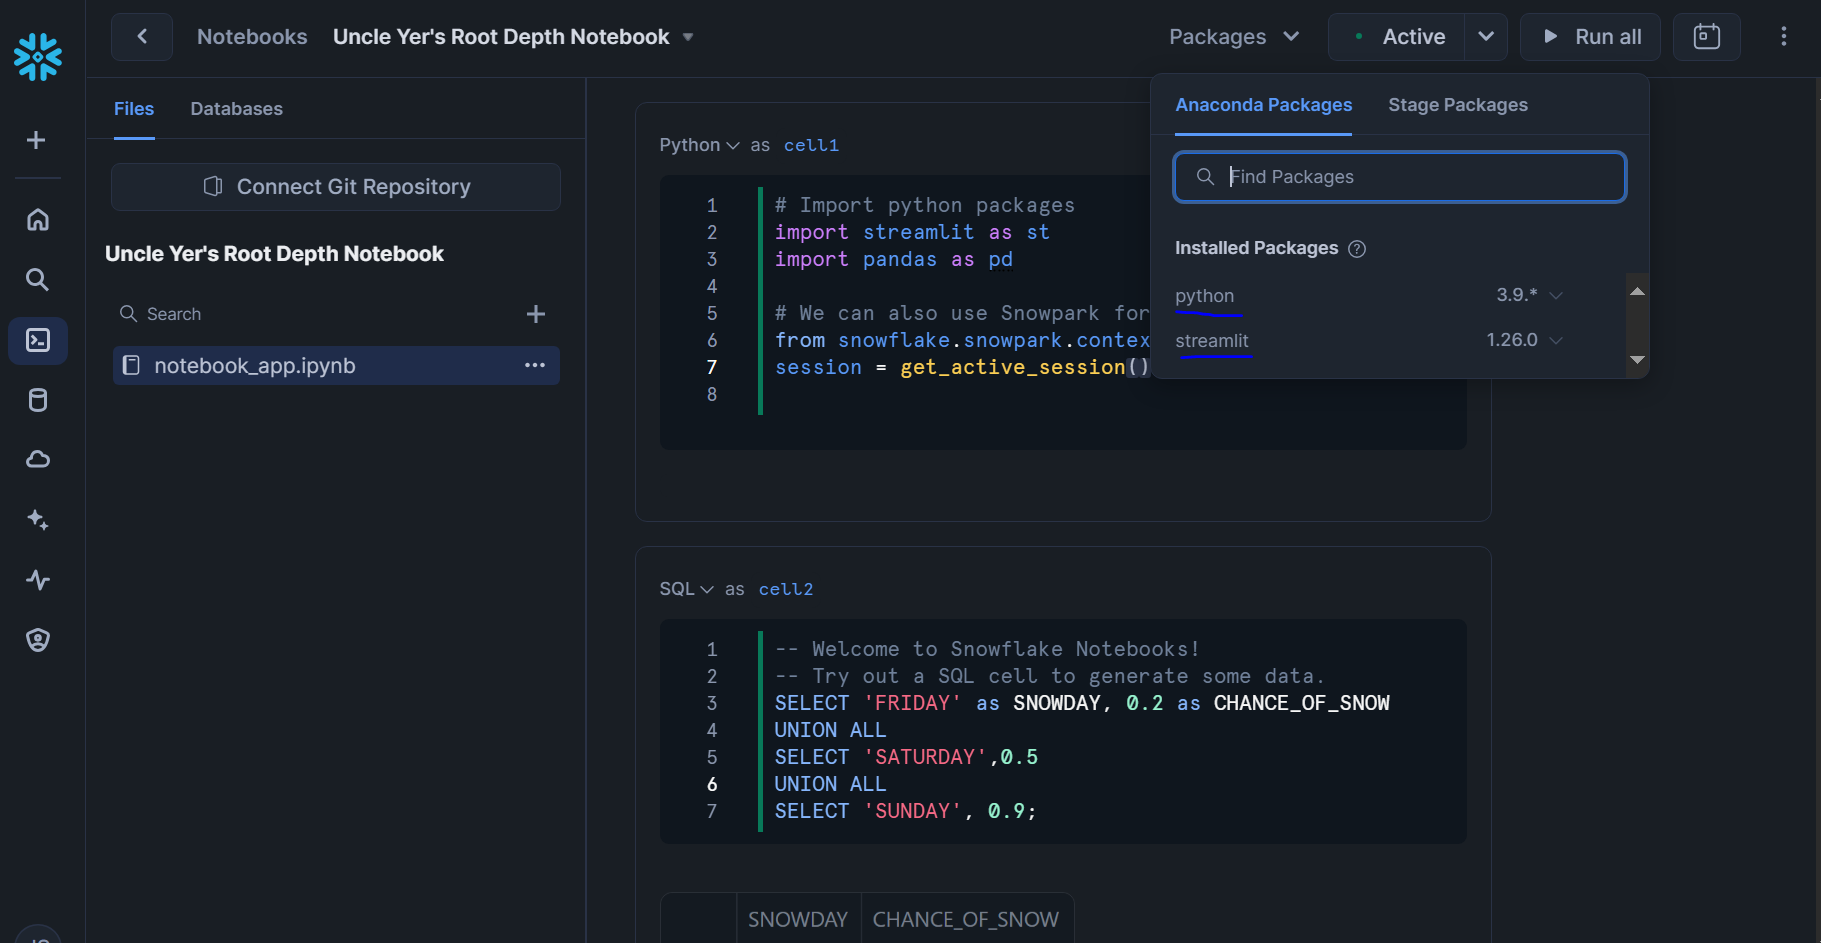 Notebooks
Uncle Yer's Root Depth Notebook
Packages
Active
Run all
Files
Databases
Connect Git Repository
Uncle Yer's Root Depth Notebook
Search
notebook_app.ipynb
Anaconda Packages
Stage Packages
Find Packages
Installed Packages
python 3.9.*
streamlit 1.26.0
Python as cell1
1 # Import python packages
2 import streamlit as st
3 import pandas as pd
4
5 # We can also use Snowpark for
6 from snowflake.snowpark.contex
7 session = get_active_session()
8
SQL as cell2
1 -- Welcome to Snowflake Notebooks!
2 -- Try out a SQL cell to generate some data.
3 SELECT 'FRIDAY' as SNOWDAY, 0.2 as CHANCE_OF_SNOW
4 UNION ALL
5 SELECT 'SATURDAY',0.5
6 UNION ALL
7 SELECT 'SUNDAY', 0.9;
SNOWDAY CHANCE_OF_SNOW